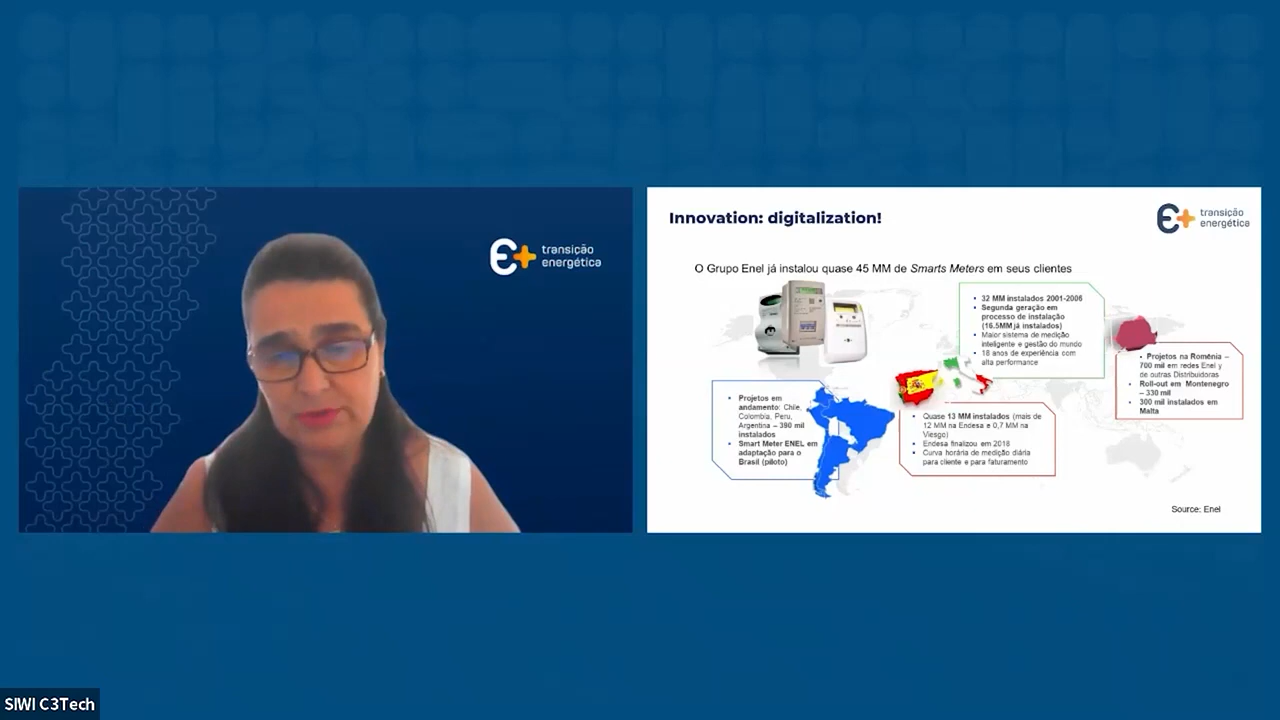 transição
energética
Innovation: digitalization!
transição
energética
O Grupo Enel já instalou quase 45 MM de Smarts Meters em seus clientes
32 MM instalados 2001-2006
Segunda geração em
processo de instalação
(16.5MM já instalados)
Maior sistema de medição
inteligente e gestão do mundo
18 anos de experiência com
alta performance
Projetos na Romênia –
700 mil em redes Enel y
de outras Distribuidoras
Roll-out em Montenegro
– 330 mil
300 mil instalados em
Malta
Projetos em
andamento: Chile,
Colombia, Peru,
Argentina – 390 mil
instalados
Smart Meter ENEL em
adaptação para o
Brasil (piloto)
Quase 13 MM instalados (mais de
12 MM na Endesa e 0,7 MM na
Viesgo)
Endesa finalizou em 2018
Curva horária de medição diária
para cliente e para faturamento
Source: Enel
SIWI C3Tech